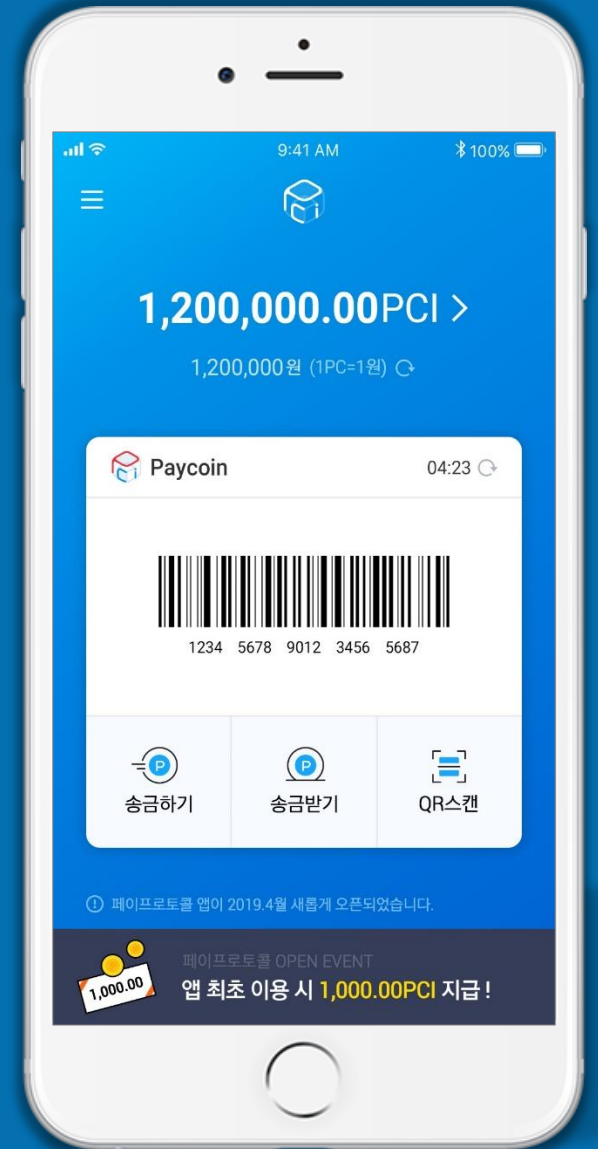 9:41 AM
100%
PCi
1,200,000.00PCI >
1,200,000원 (1PC=1원)
PCi Paycoin 04:23
1234 5678 9012 3456 5687
P P
송금하기 송금받기 QR스캔
페이프로토콜 앱이 2019.4월 새롭게 오픈되었습니다.
페이프로토콜 OPEN EVENT
1,000.00
앱 최초 이용 시 1,000.00PCI 지급 !